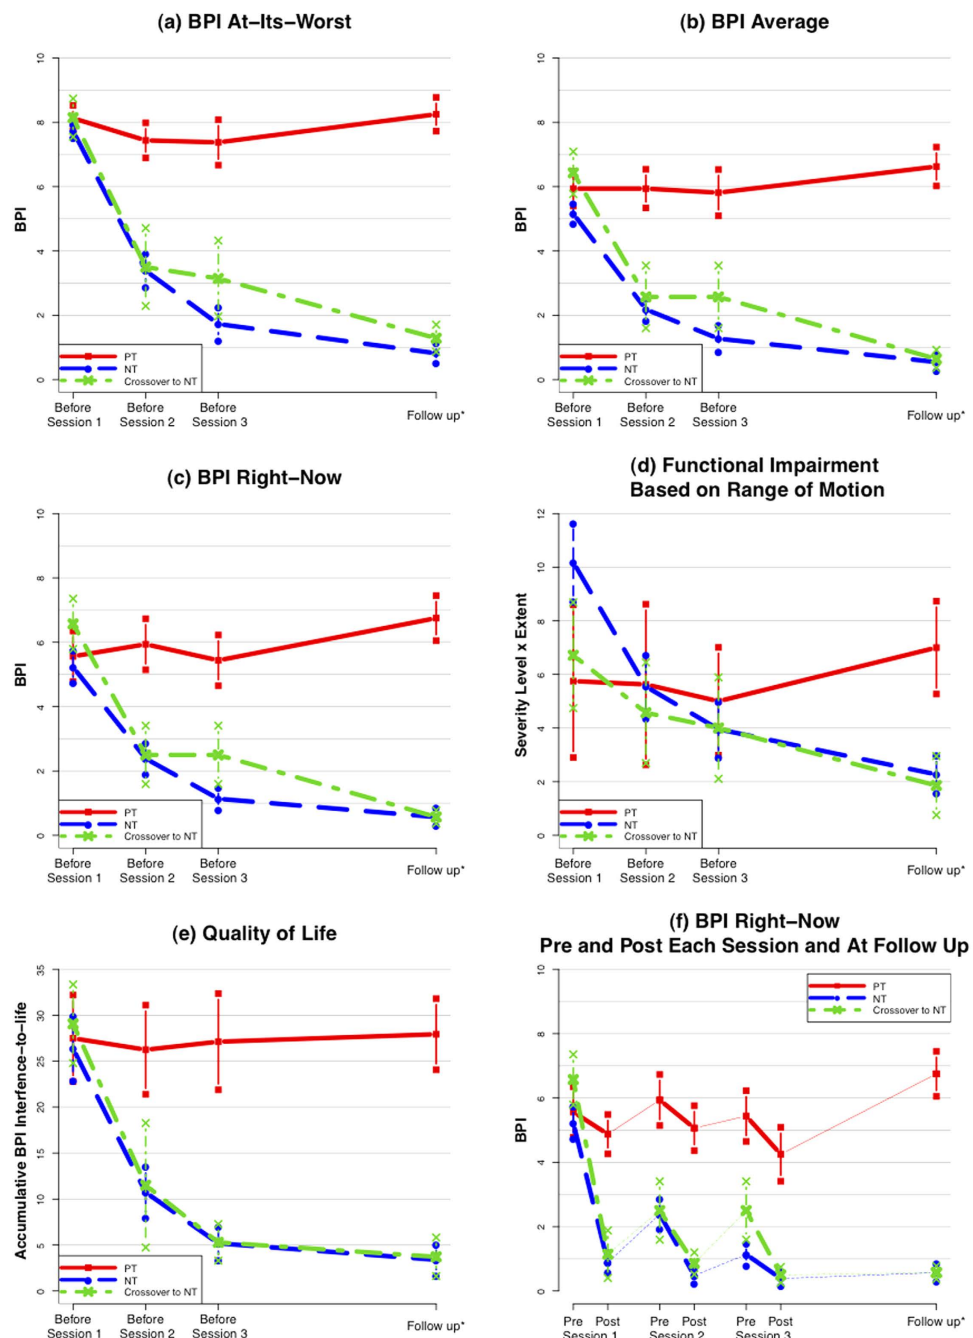 (a) BPI At–Its–Worst
BPI
10
8
6
4
2
0
PT
NT
Crossover to NT
Before Session 1
Before Session 2
Before Session 3
Follow up*
(b) BPI Average
BPI
10
8
6
4
2
0
PT
NT
Crossover to NT
Before Session 1
Before Session 2
Before Session 3
Follow up*
(c) BPI Right–Now
BPI
10
8
6
4
2
0
PT
NT
Crossover to NT
Before Session 1
Before Session 2
Before Session 3
Follow up*
(d) Functional Impairment
Based on Range of Motion
Severity Level x Extent
12
10
8
6
4
2
0
PT
NT
Crossover to NT
Before Session 1
Before Session 2
Before Session 3
Follow up*
(e) Quality of Life
Accumulative BPI Interfence–to–life
35
30
25
20
15
10
5
0
PT
NT
Crossover to NT
Before Session 1
Before Session 2
Before Session 3
Follow up*
(f) BPI Right–Now
Pre and Post Each Session and At Follow Up
BPI
10
8
6
4
2
0
PT
NT
Crossover to NT
Pre Post
Session 1
Pre Post
Session 2
Pre Post
Session 3
Follow up*